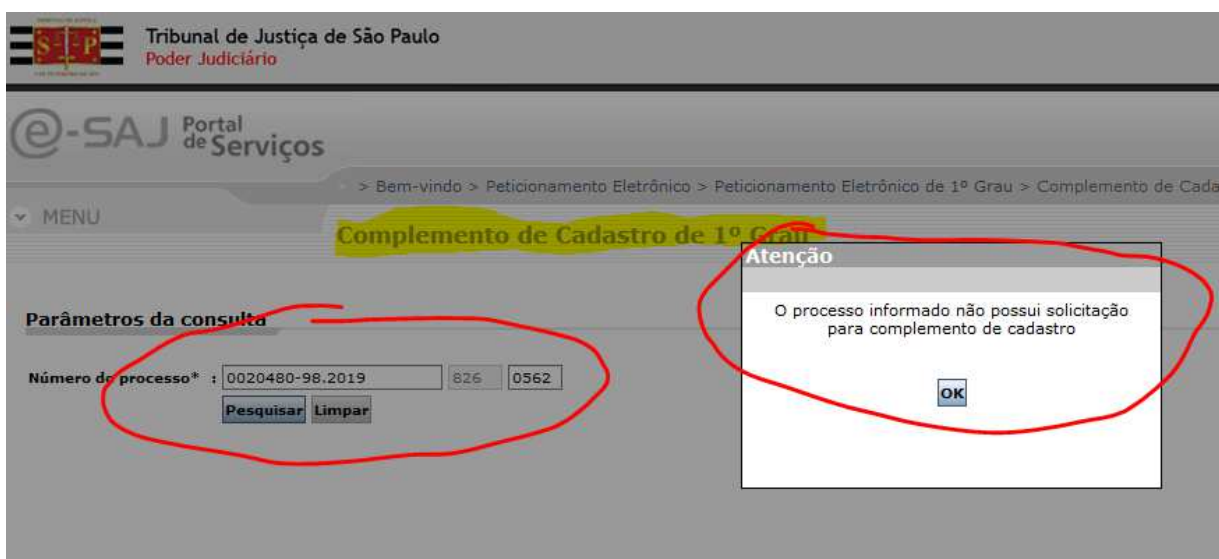 Tribunal de Justiça de São Paulo
Poder Judiciário
S P
e-SAJ Portal de Serviços
> Bem-vindo > Peticionamento Eletrônico > Peticionamento Eletrônico de 1º Grau > Complemento de Cada
MENU
Complemento de Cadastro de 1º Grau
Atenção
O processo informado não possui solicitação
para complemento de cadastro
OK
Parâmetros da consulta
Número do processo* : 0020480-98.2019 826 0562
Pesquisar Limpar